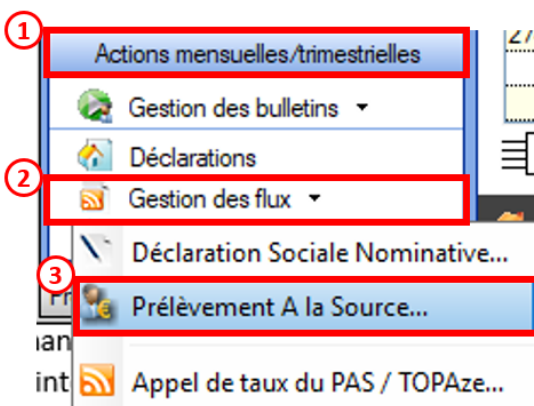 1
Actions mensuelles/trimestrielles
27
Gestion des bulletins
Déclarations
2
Gestion des flux
Déclaration Sociale Nominative...
3
Prélèvement A la Source...
Appel de taux du PAS / TOPAze...